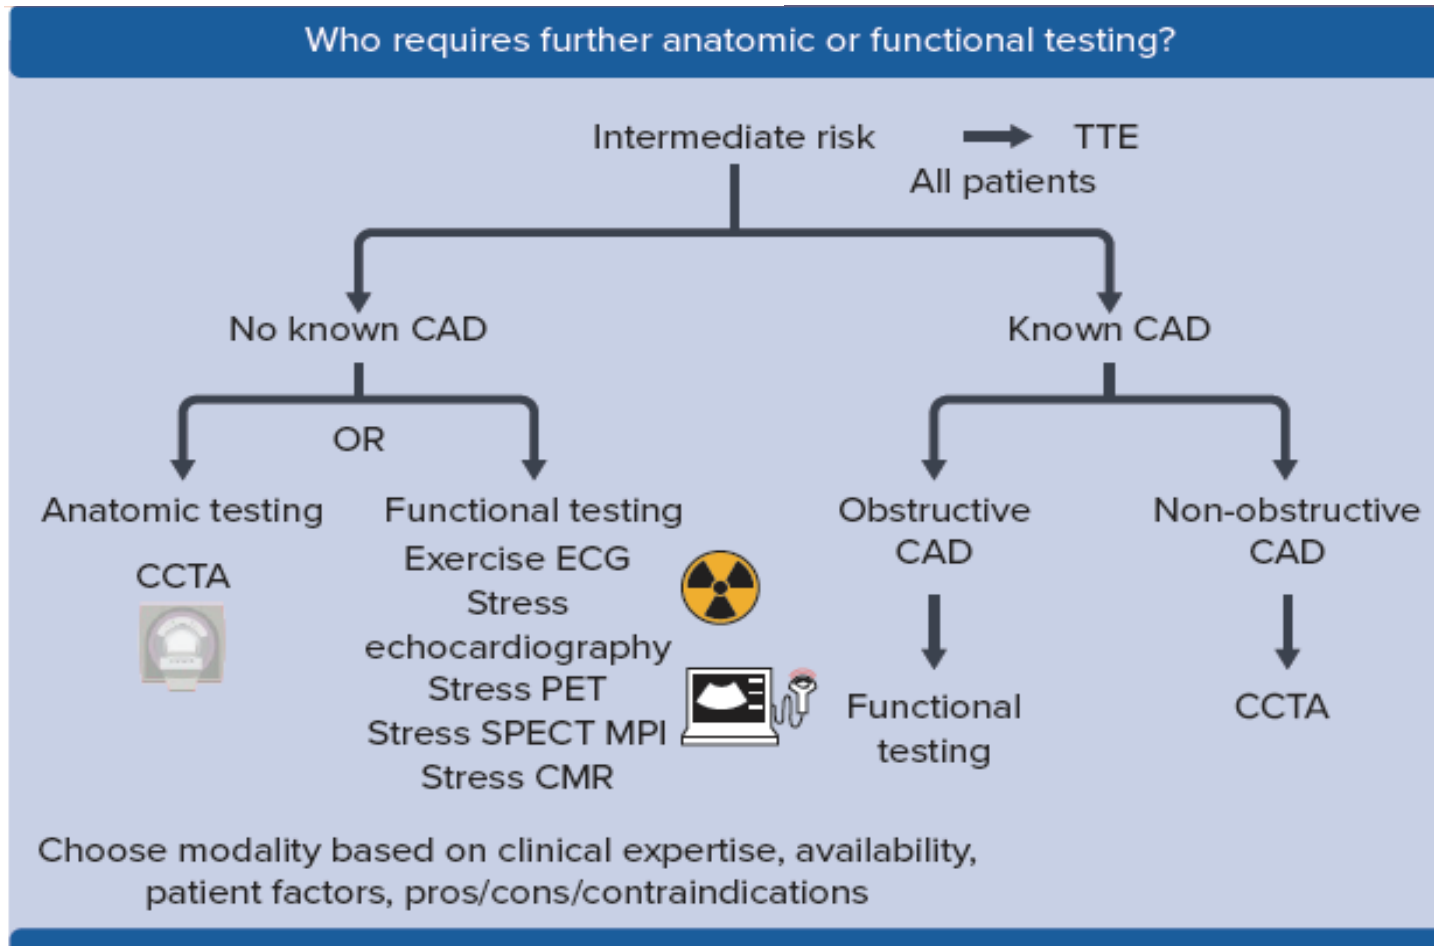 Who requires further anatomic or functional testing?
Intermediate risk
TTE
All patients
No known CAD
Known CAD
OR
Anatomic testing
CCTA
Functional testing
Exercise ECG
Stress
echocardiography
Stress PET
Stress SPECT MPI
Stress CMR
Obstructive
CAD
Functional
testing
Non-obstructive
CAD
CCTA
Choose modality based on clinical expertise, availability,
patient factors, pros/cons/contraindications